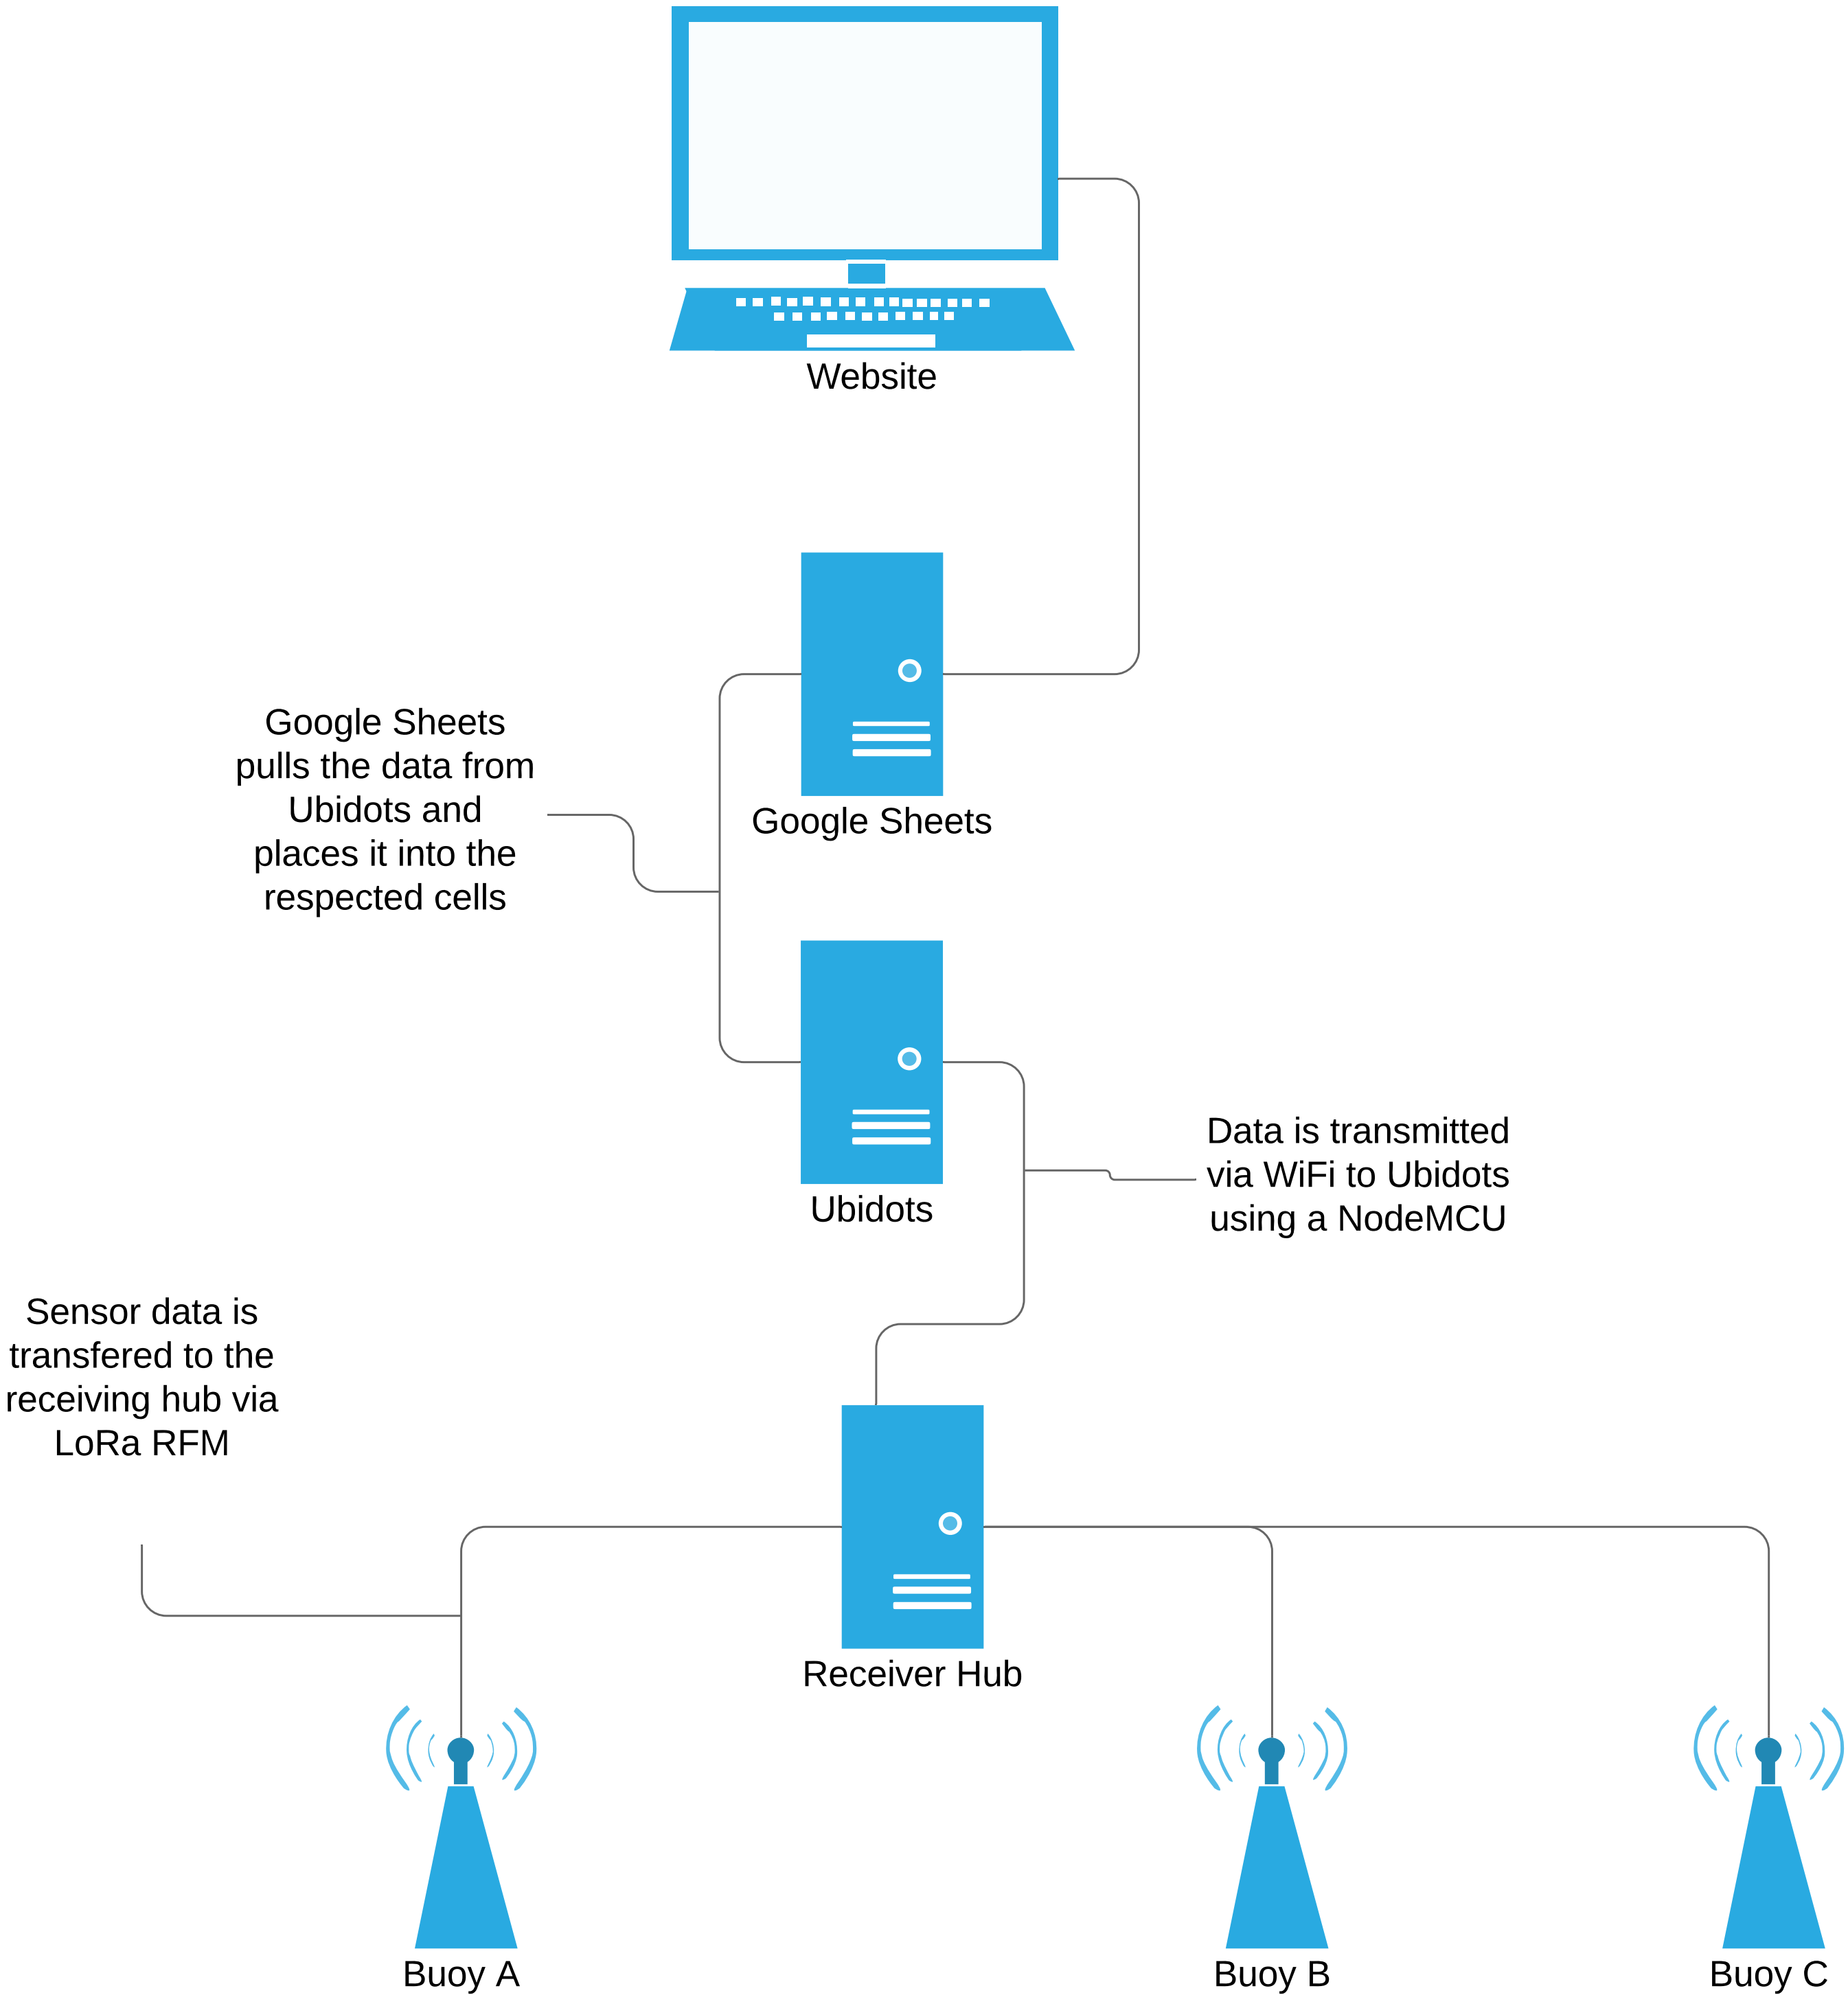 Website
Google Sheets
pulls the data from
Ubidots and
places it into the
respected cells
Google Sheets
Data is transmitted
via WiFi to Ubidots
using a NodeMCU
Ubidots
Sensor data is
transfered to the
receiving hub via
LoRa RFM
Receiver Hub
Buoy A
Buoy B
Buoy C